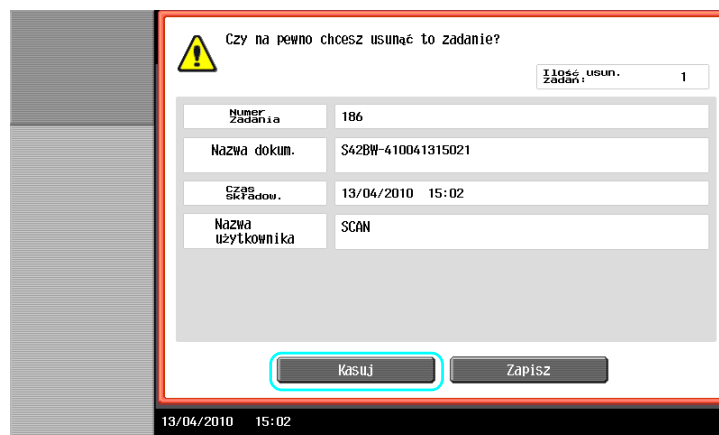 Czy na pewno chcesz usunąć to zadanie?
Ilość usun.
zadań: 1
Numer
Zadania 186
Nazwa dokum. S42BW-410041315021
Czas
składow. 13/04/2010 15:02
Nazwa SCAN
użytkownika
Kasuj Zapisz
13/04/2010 15:02